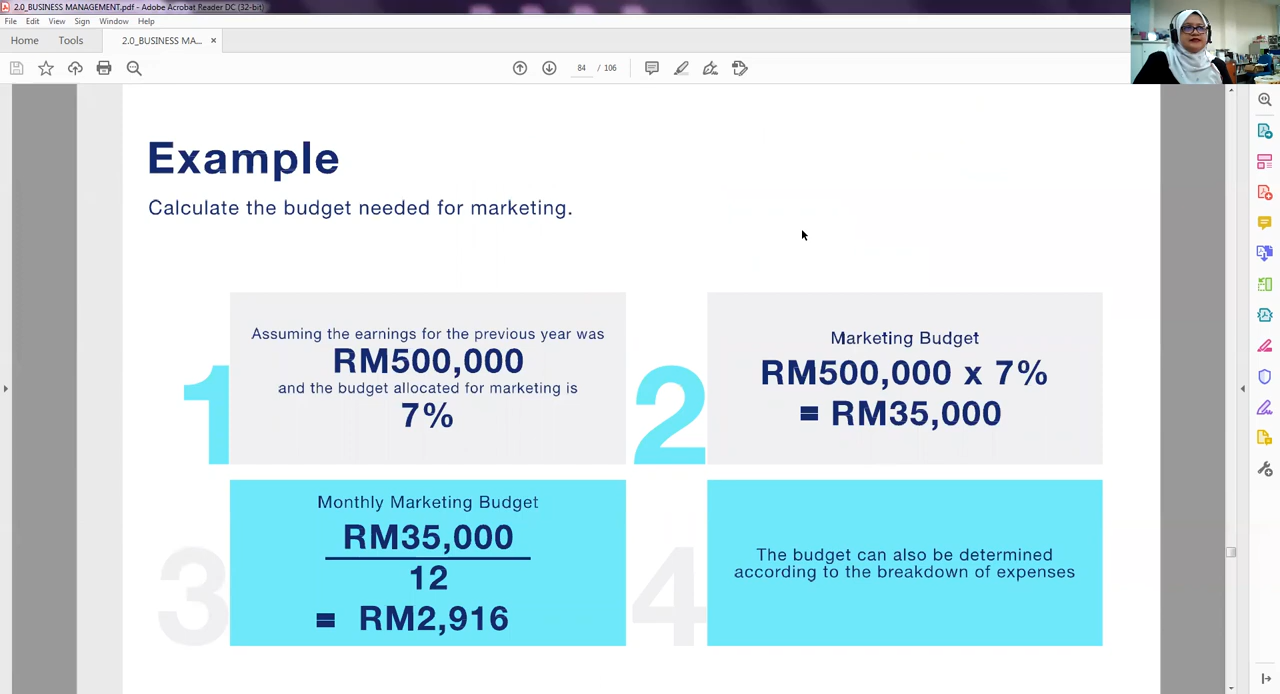 2.0_BUSINESS MANAGEMENT.pdf - Adobe Acrobat Reader DC (32-bit)
File Edit View Sign Window Help
Home Tools 2.0_BUSINESS MA... ×
84 / 106
Example
Calculate the budget needed for marketing.
1
Assuming the earnings for the previous year was
RM500,000
and the budget allocated for marketing is
7%
2
Marketing Budget
RM500,000 x 7%
= RM35,000
3
Monthly Marketing Budget
RM35,000
12
= RM2,916
4
The budget can also be determined
according to the breakdown of expenses